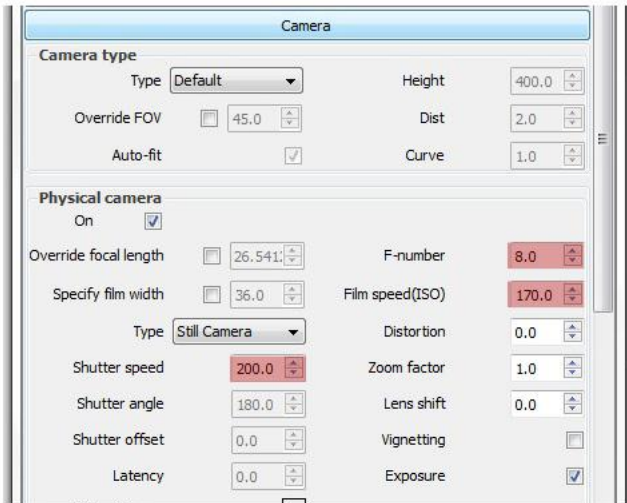 Camera
Camera type
Type Default Height 400.0
Override FOV 45.0 Dist 2.0
Auto-fit Curve 1.0
Physical camera
On
Override focal length 26.541 F-number 8.0
Specify film width 36.0 Film speed(ISO) 170.0
Type Still Camera Distortion 0.0
Shutter speed 200.0 Zoom factor 1.0
Shutter angle 180.0 Lens shift 0.0
Shutter offset 0.0 Vignetting
Latency 0.0 Exposure